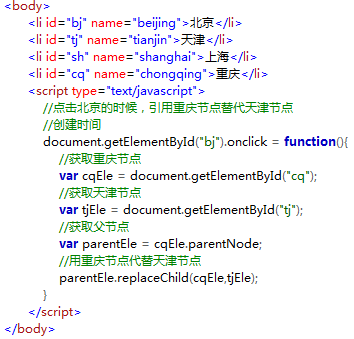 <body>
<li id="bj" name="beijing">北京</li>
<li id="tj" name="tianjin">天津</li>
<li id="sh" name="shanghai">上海</li>
<li id="cq" name="chongqing">重庆</li>
<script type="text/javascript">
//点击北京的时候，引用重庆节点替代天津节点
//创建时间
document.getElementById("bj").onclick = function(){
//获取重庆节点
var cqEle = document.getElementById("cq");
//获取天津节点
var tjEle = document.getElementById("tj");
//获取父节点
var parentEle = cqEle.parentNode;
//用重庆节点代替天津节点
parentEle.replaceChild(cqEle,tjEle);
}
</script>
</body>